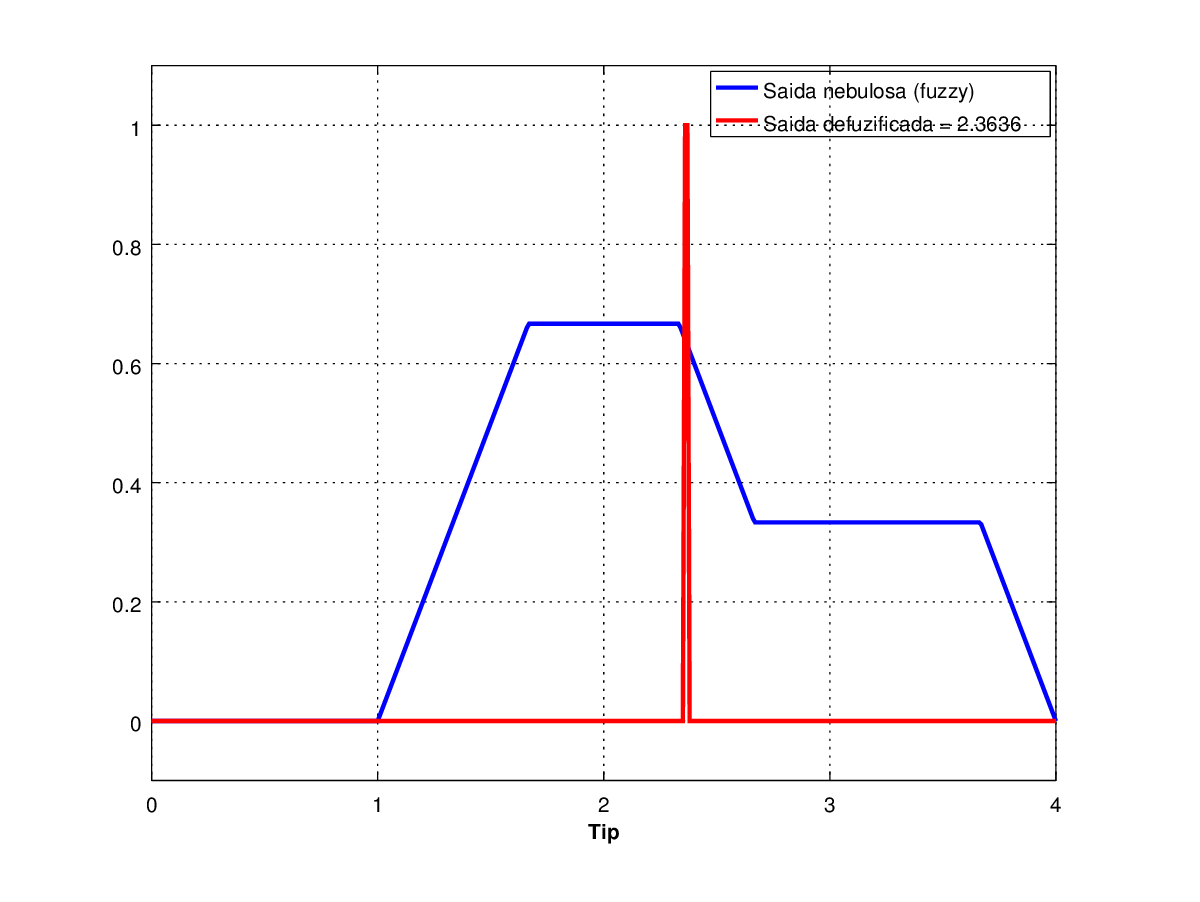 Saida nebulosa (fuzzy)
Saida defuzificada = 2.3636
1
0.8
0.6
0.4
0.2
0
0 1 2 3 4
Tip